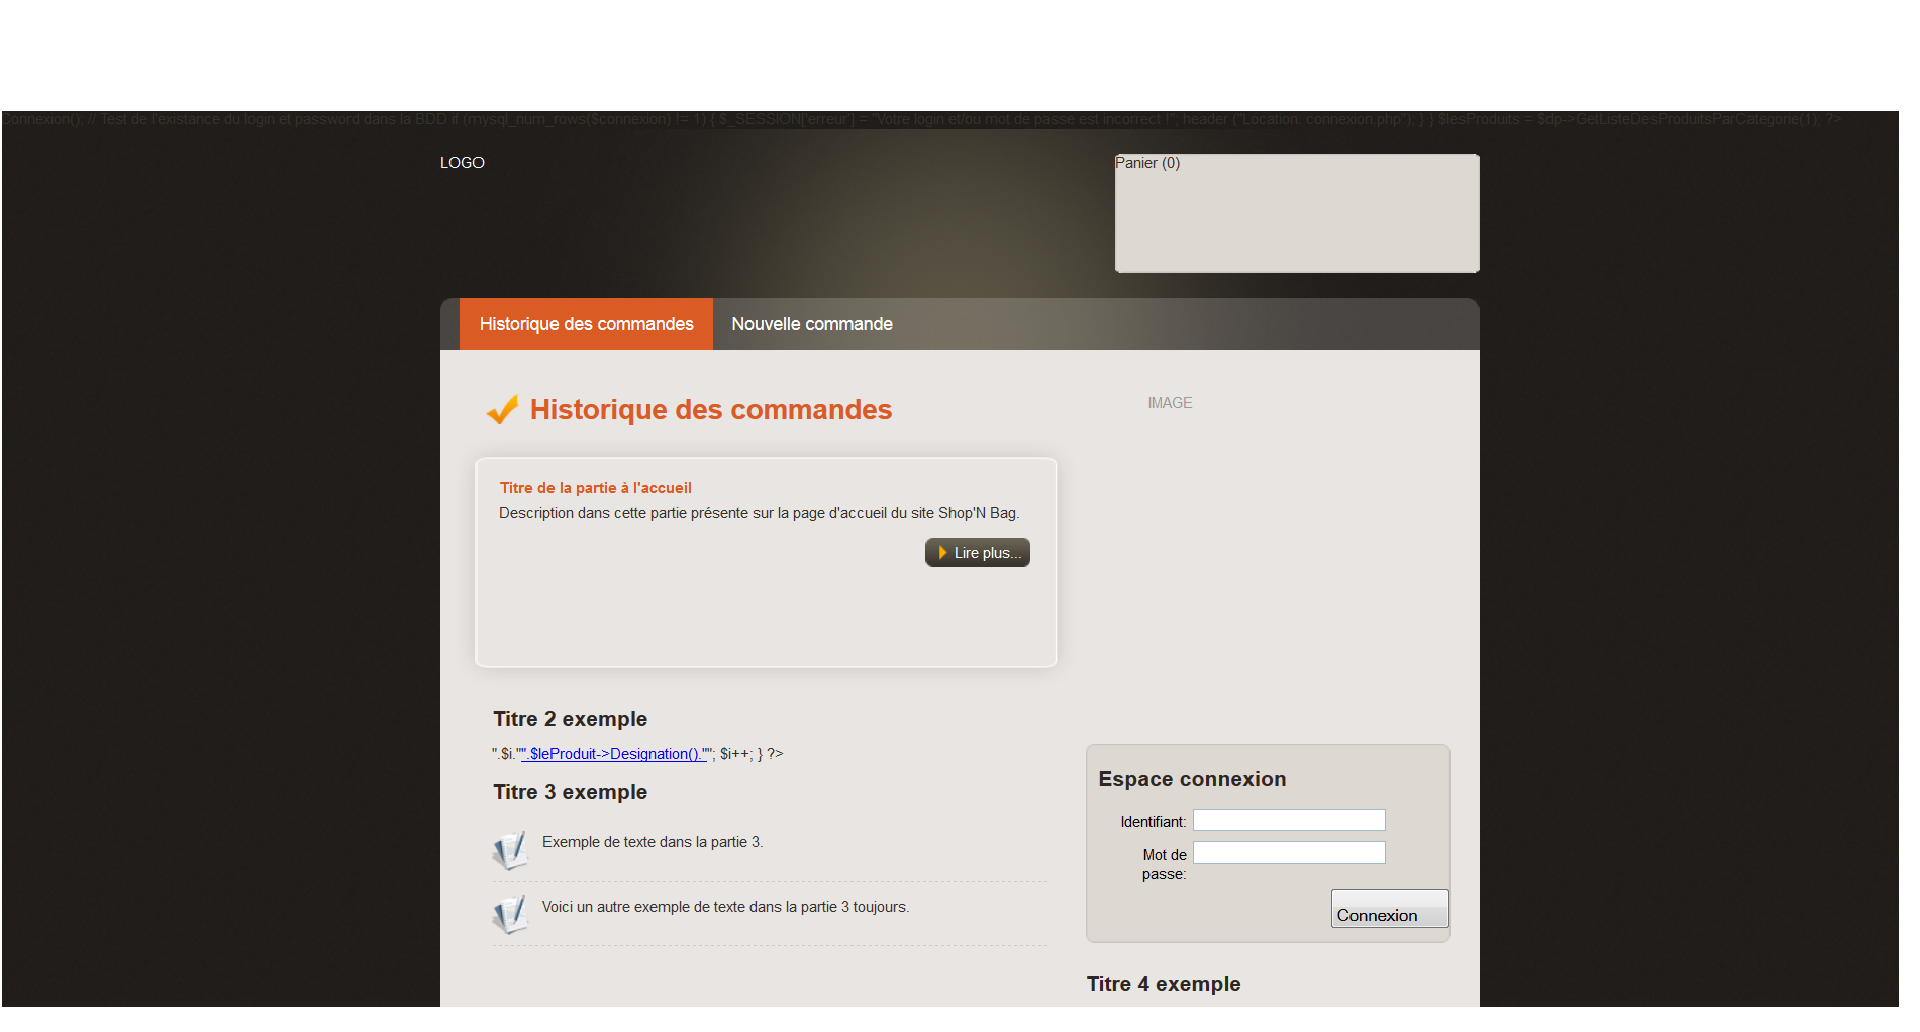 Connexion(); // Test de l'existance du login et password dans la BDD if (mysql_num_rows($connexion) != 1) { $_SESSION['erreur'] = "Votre login et/ou mot de passe est incorrect !"; header ("Location: connexion.php"); } } $lesProduits = $dp->GetListeDesProduitsParCategorie(1); ?>
LOGO
Panier (0)
Historique des commandes
Nouvelle commande
Historique des commandes
IMAGE
Titre de la partie à l'accueil
Description dans cette partie présente sur la page d'accueil du site Shop'N Bag.
Lire plus...
Titre 2 exemple
".$i."".$leProduit->Designation().""; $i++; } ?>
Titre 3 exemple
Exemple de texte dans la partie 3.
Voici un autre exemple de texte dans la partie 3 toujours.
Espace connexion
Identifiant:
Mot de
passe:
Connexion
Titre 4 exemple